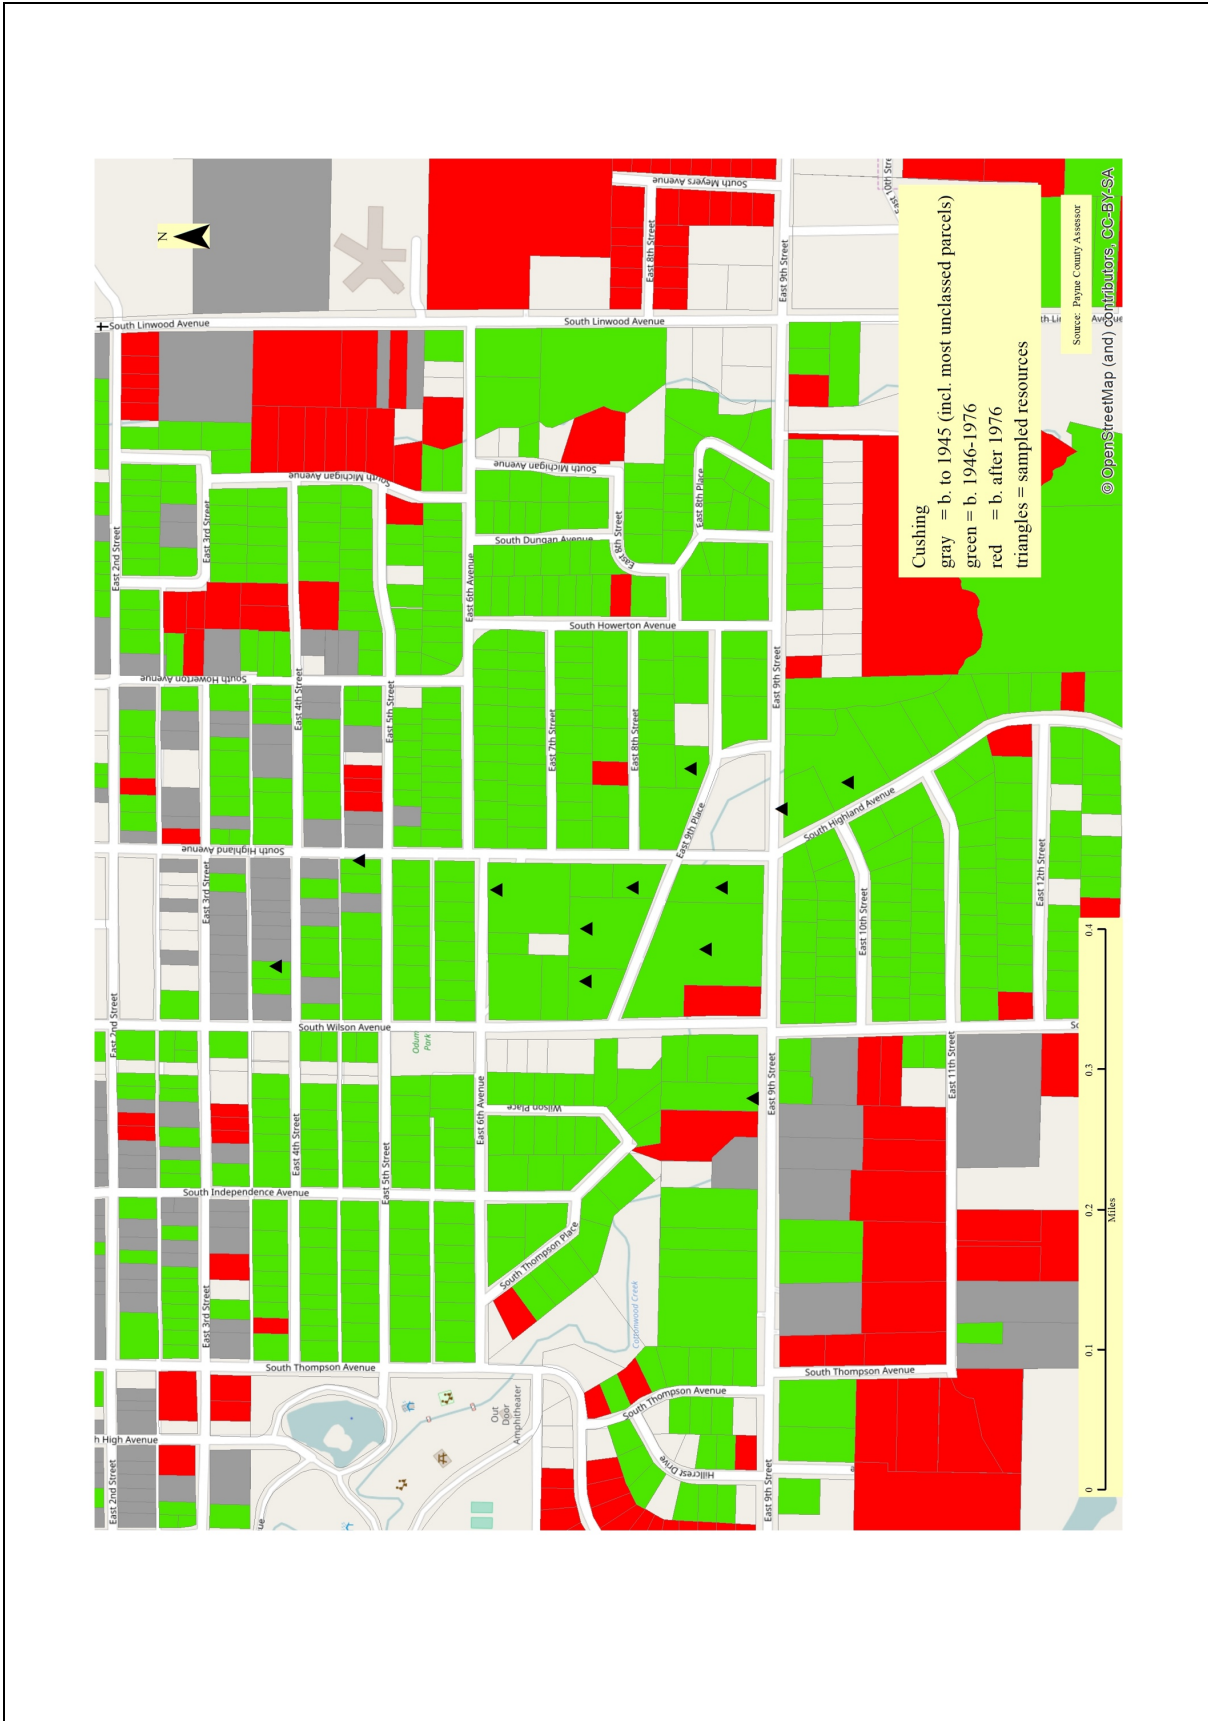 East 2nd Street
h High Avenue
East 2nd Street
East 2nd Street
South Linwood Avenue
N
East 3rd Street
East 3rd Street
East 3rd Street
South Thompson Avenue
South Independence Avenue
South Wilson Avenue
South Highland Avenue
South Howerton Avenue
South Michigan Avenue
ue
East 4th Street
East 4th Street
East 5th Street
East 5th Street
Odum
Park
East 6th Avenue
East 6th Avenue
Out
Door
Amphitheater
South Thompson Place
Wilson Place
East 7th Street
South Dungan Avenue
South Michigan Avenue
South Howerton Avenue
South Linwood Avenue
Cottonwood Creek
East 8th Street
East 8th Street
East 8th Street
South Meyers Avenue
South Thompson Avenue
Hillcrest Drive
East 9th Place
East 8th Place
East 9th Street
East 9th Street
East 9th Street
East 9th Street
South Thompson Avenue
South Highland Avenue
East 10th Street
East 10th Stre
East 11th Street
East 12th Street
Cushing
gray = b. to 1945 (incl. most unclassed parcels)
green = b. 1946-1976
red = b. after 1976
triangles = sampled resources
Source: Payne County Assessor
0 0.1 0.2 0.3 0.4
Miles
© OpenStreetMap (and) contributors, CC-BY-SA